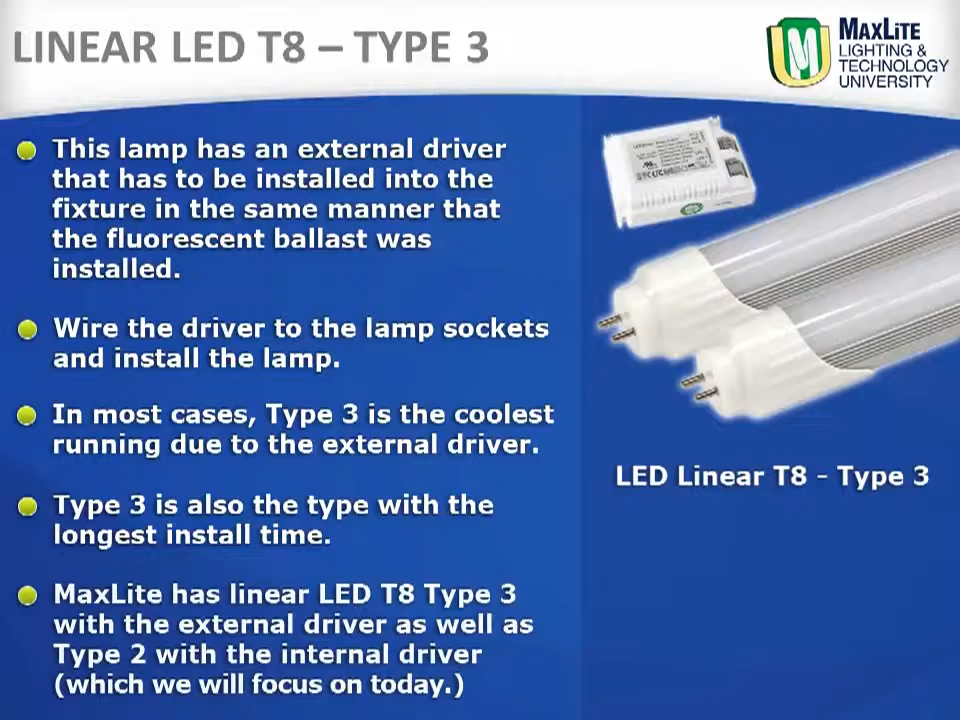 LINEAR LED T8 – TYPE 3
MAXLITE
LIGHTING &
TECHNOLOGY
UNIVERSITY
This lamp has an external driver
that has to be installed into the
fixture in the same manner that
the fluorescent ballast was
installed.
Wire the driver to the lamp sockets
and install the lamp.
In most cases, Type 3 is the coolest
running due to the external driver.
Type 3 is also the type with the
longest install time.
MaxLite has linear LED T8 Type 3
with the external driver as well as
Type 2 with the internal driver
(which we will focus on today.)
LED Linear T8 - Type 3